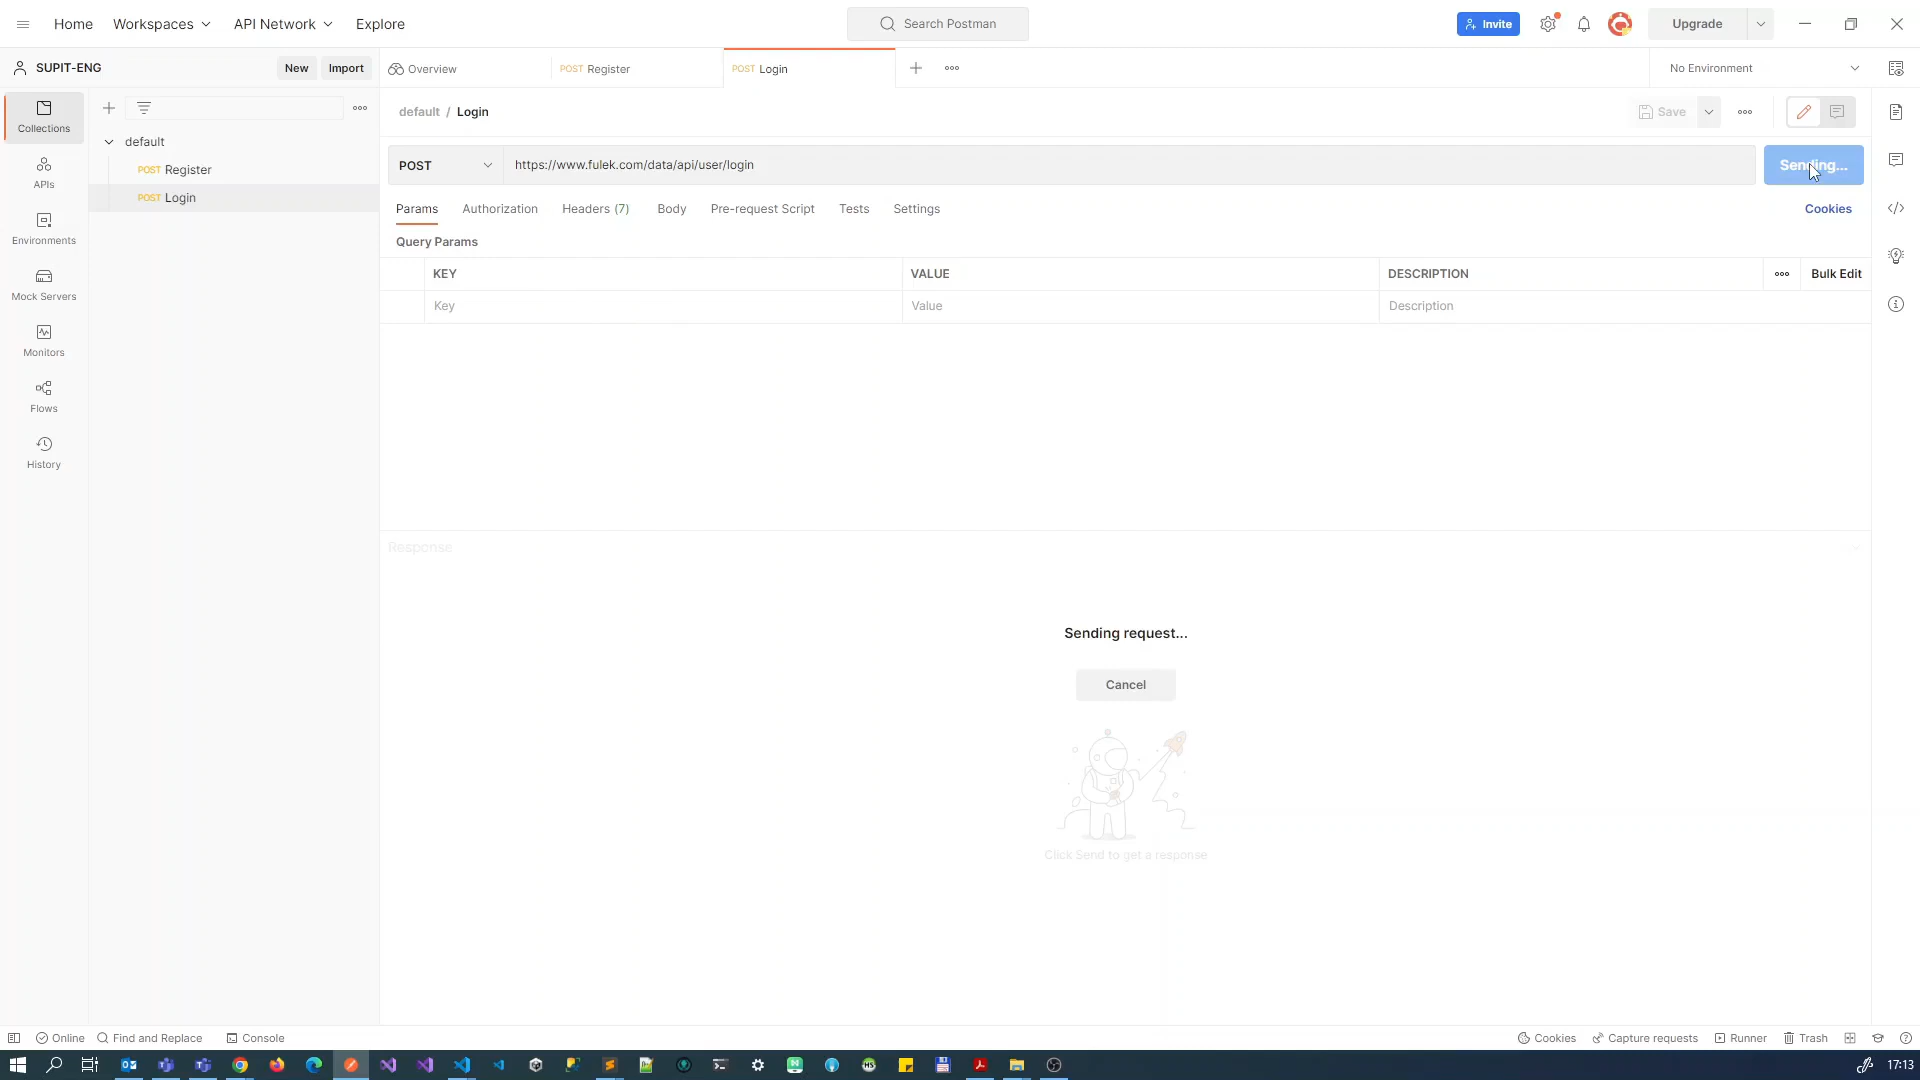 Home Workspaces API Network Explore
Search Postman
Invite
Upgrade
SUPIT-ENG New Import
Overview POST Register POST Login
No Environment
Collections
APIs
Environments
Mock Servers
Monitors
Flows
History
default
POST Register
POST Login
default / Login
Save
POST https://www.fulek.com/data/api/user/login Sending...
Params Authorization Headers (7) Body Pre-request Script Tests Settings Cookies
Query Params
KEY VALUE DESCRIPTION Bulk Edit
Key Value Description
Response
Sending request...
Cancel
Click Send to get a response
Online Find and Replace Console Cookies Capture requests Runner Trash
17:13